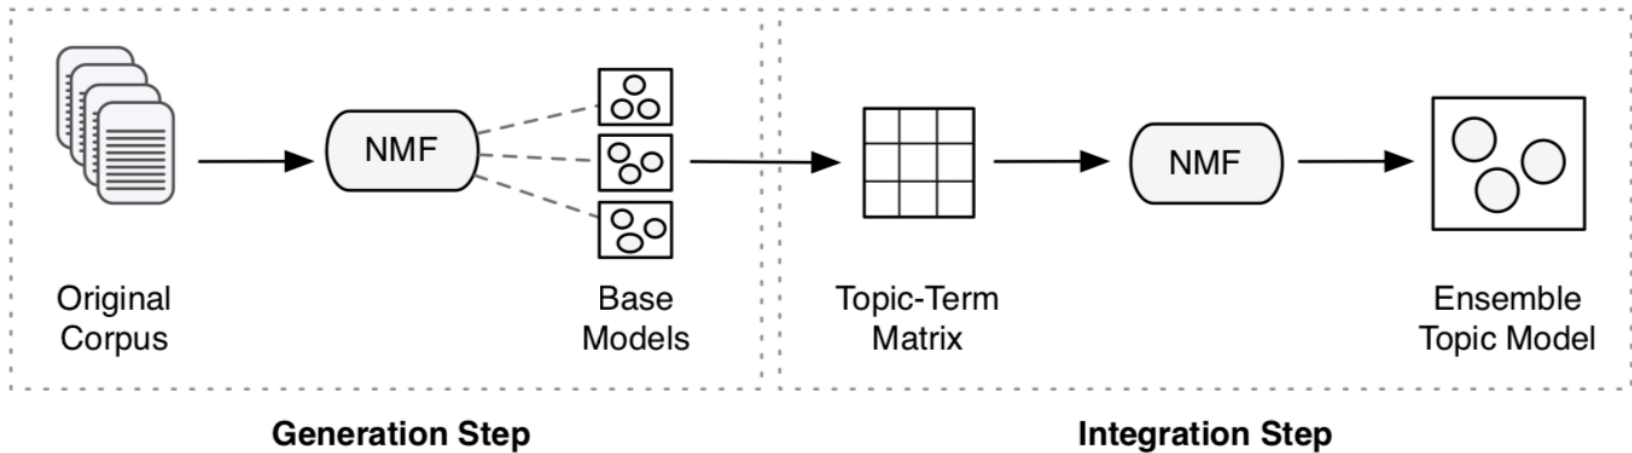 NMF
NMF
Original
Corpus
Base
Models
Topic-Term
Matrix
Ensemble
Topic Model
Generation Step
Integration Step